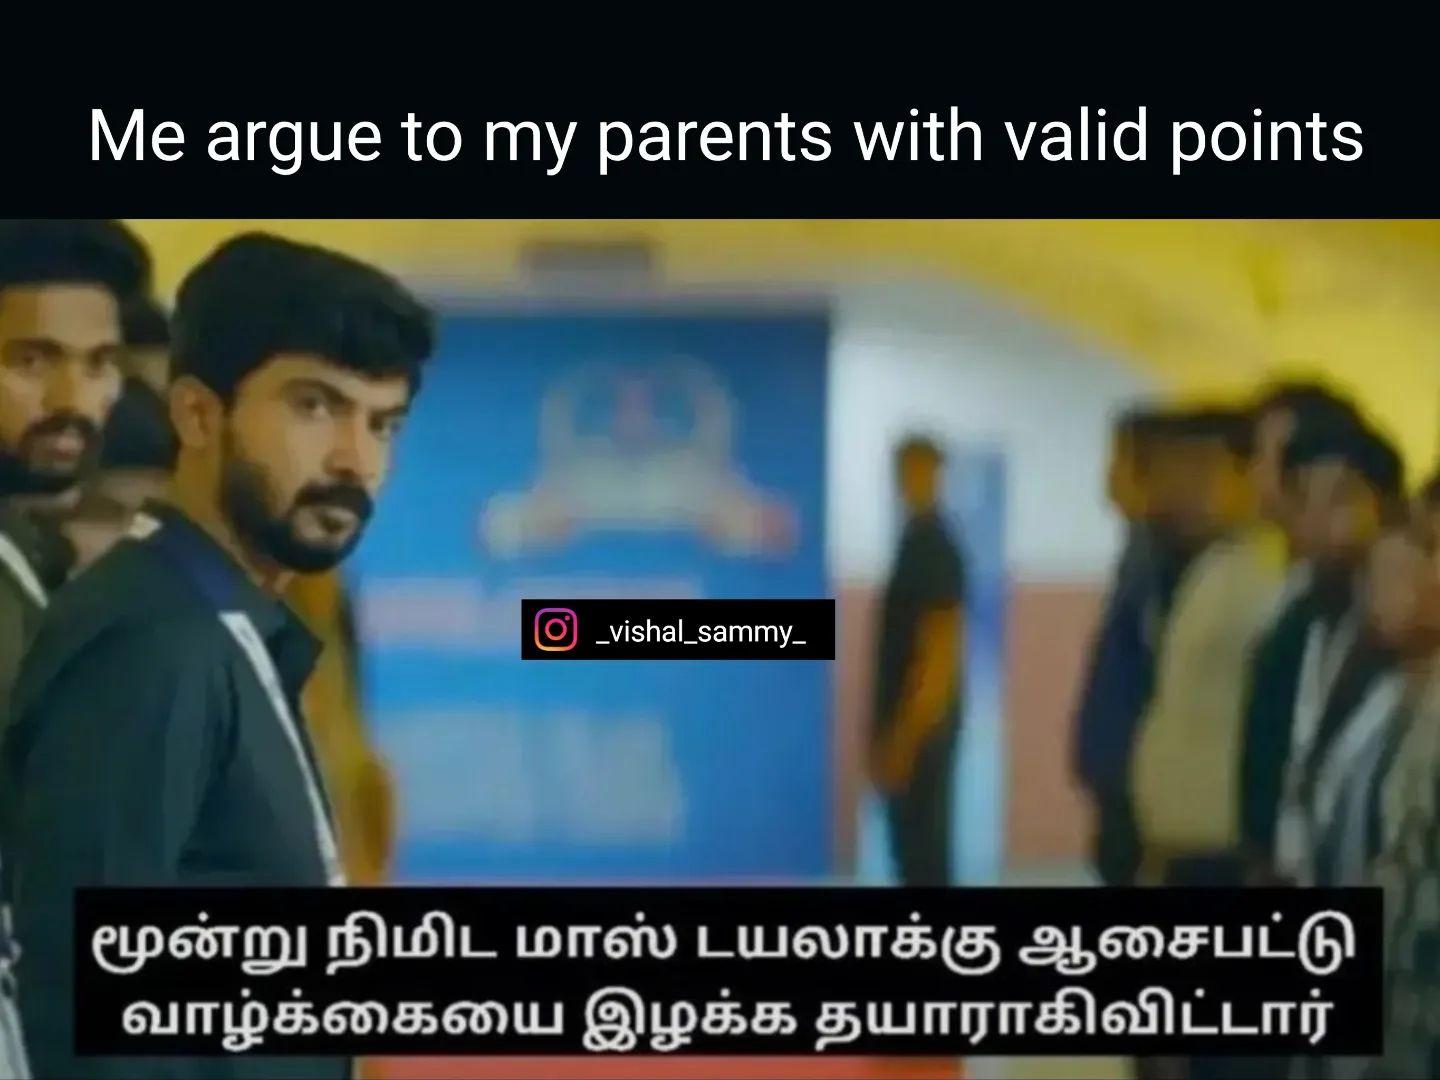 Me argue to my parents with valid points
_vishal_sammy_
மூன்று நிமிட மாஸ் டயலாக்கு ஆசைபட்டு
வாழ்க்கையை இழக்க தயாராகிவிட்டார்